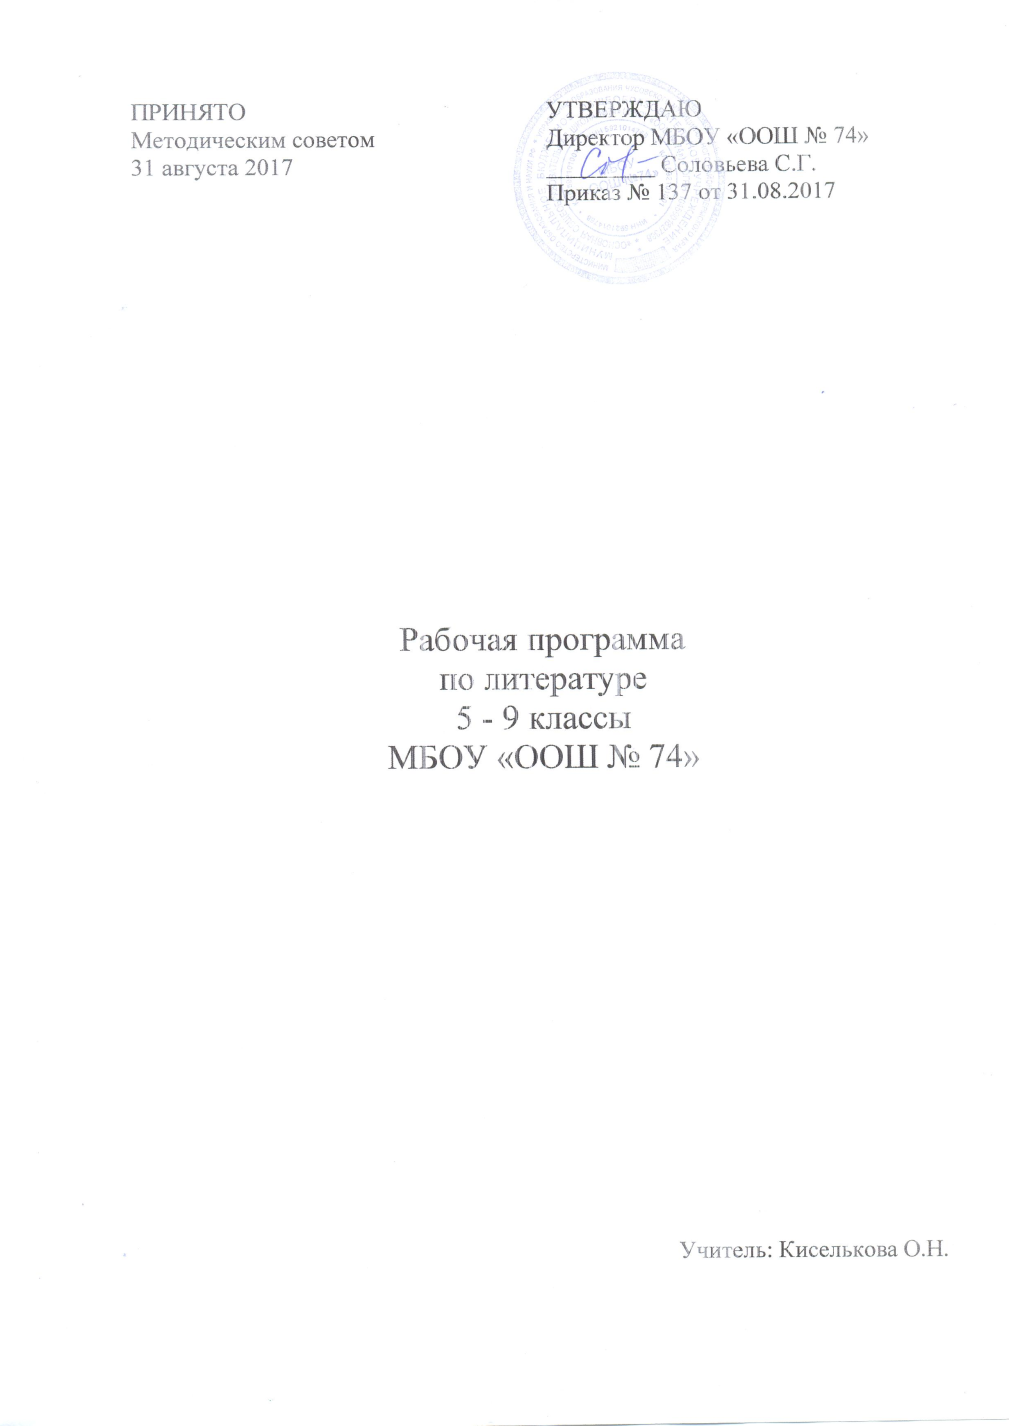 ПРИНЯТО
Методическим советом
31 августа 2017
УТВЕРЖДАЮ
Директор МБОУ «ООШ № 74»
Соловьева С.Г.
Приказ № 137 от 31.08.2017
Рабочая программа
по литературе
5 - 9 классы
МБОУ «ООШ № 74»
Учитель: Киселькова О.Н.